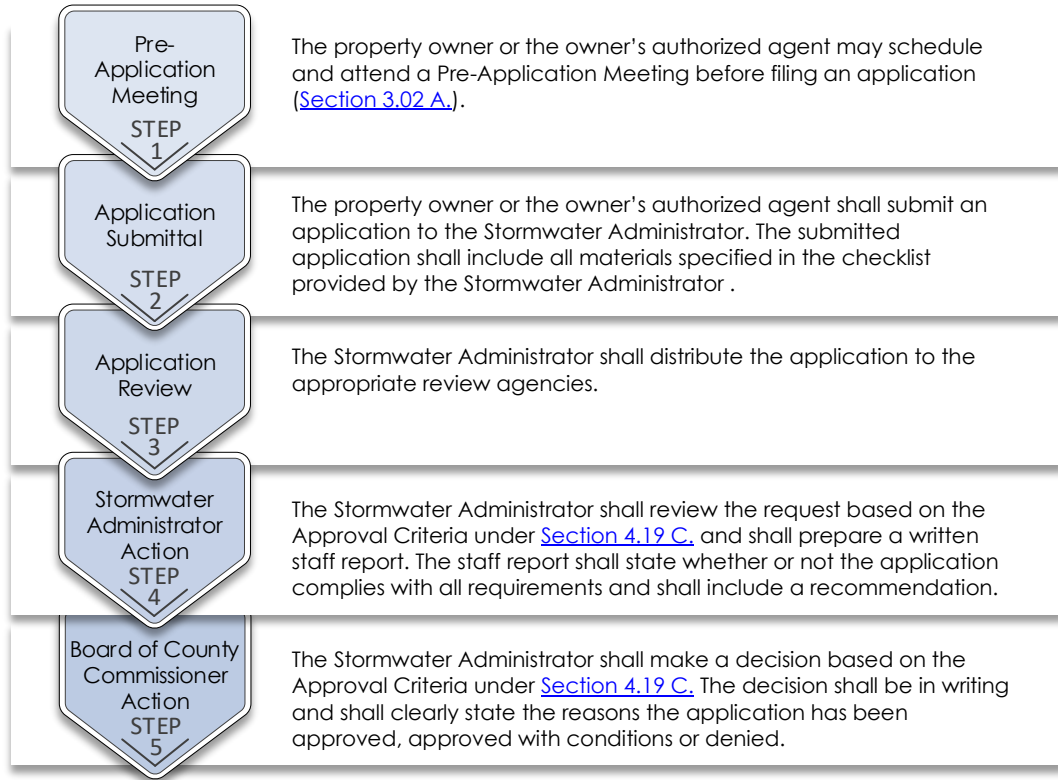 Pre-
Application
Meeting
STEP
1
The property owner or the owner's authorized agent may schedule
and attend a Pre-Application Meeting before filing an application
(Section 3.02 A.).
Application
Submittal
STEP
2
The property owner or the owner's authorized agent shall submit an
application to the Stormwater Administrator. The submitted
application shall include all materials specified in the checklist
provided by the Stormwater Administrator .
Application
Review
STEP
3
The Stormwater Administrator shall distribute the application to the
appropriate review agencies.
Stormwater
Administrator
Action
STEP
4
The Stormwater Administrator shall review the request based on the
Approval Criteria under Section 4.19 C. and shall prepare a written
staff report. The staff report shall state whether or not the application
complies with all requirements and shall include a recommendation.
Board of County
Commissioner
Action
STEP
5
The Stormwater Administrator shall make a decision based on the
Approval Criteria under Section 4.19 C. The decision shall be in writing
and shall clearly state the reasons the application has been
approved, approved with conditions or denied.